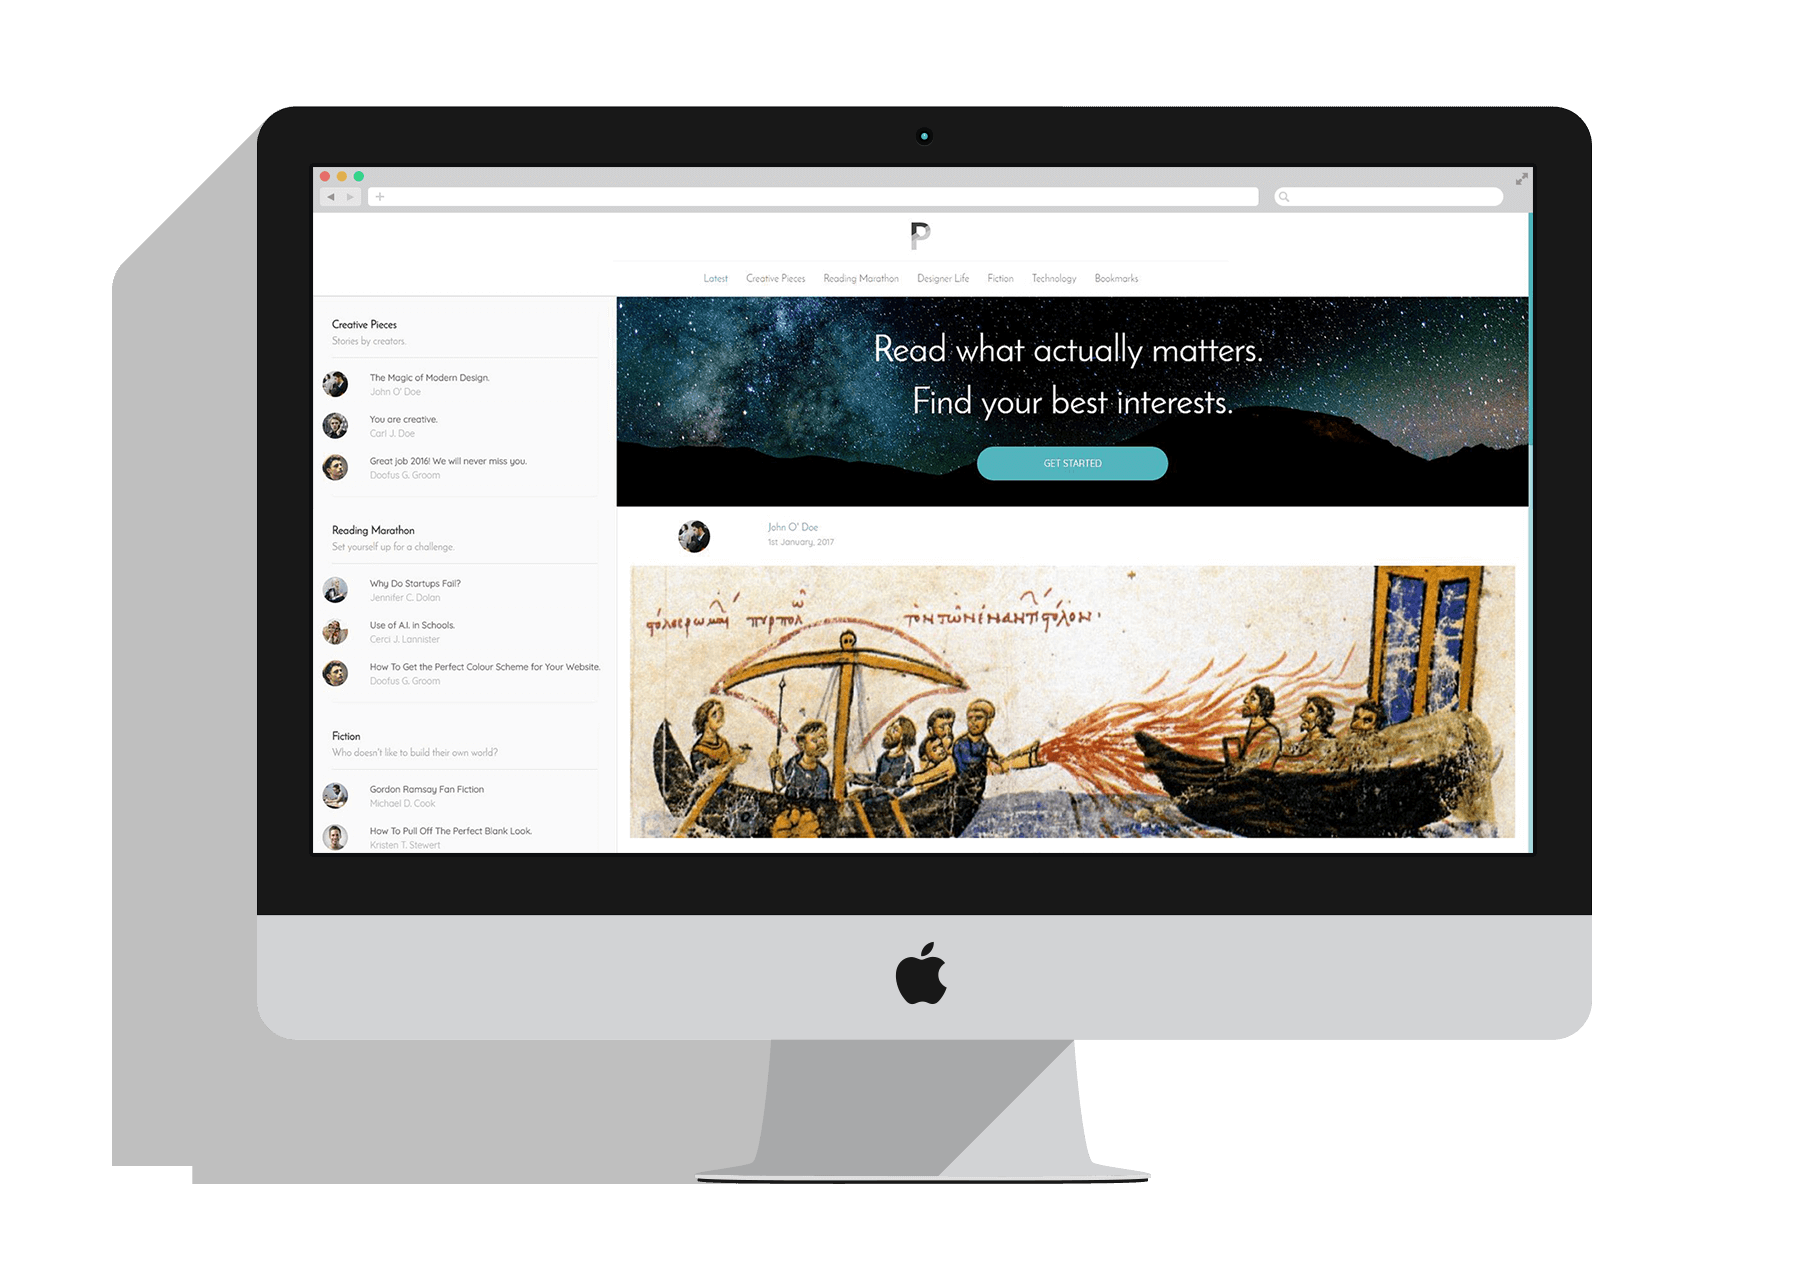 P
Latest Creative Pieces Reading Marathon Designer Life Fiction Technology Bookmarks
Creative Pieces
Stories by creators.
The Magic of Modern Design.
John O' Doe
You are creative.
Carl J. Doe
Great job 2016! We will never miss you.
Doofus G. Groom
Reading Marathon
Set yourself up for a challenge.
Why Do Startups Fail?
Jennifer C. Dolan
Use of A.I. in Schools.
Cerci J. Lannister
How To Get the Perfect Colour Scheme for Your Website.
Doofus G. Groom
Fiction
Who doesn't like to build their own world?
Gordon Ramsay Fan Fiction
Michael D. Cook
How To Pull Off The Perfect Blank Look.
Kristen T. Stewert
Read what actually matters.
Find your best interests.
GET STARTED
John O' Doe
1st January, 2017